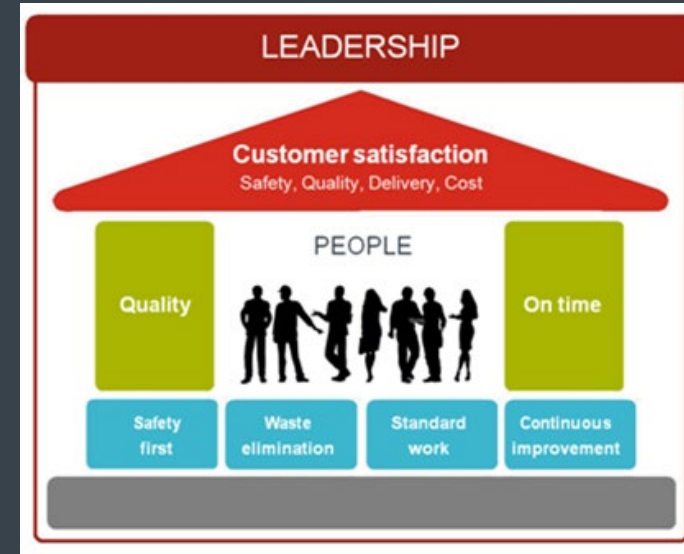 LEADERSHIP
Customer satisfaction
Safety, Quality, Delivery, Cost
PEOPLE
Quality
On time
Safety
first
Waste
elimination
Standard
work
Continuous
improvement